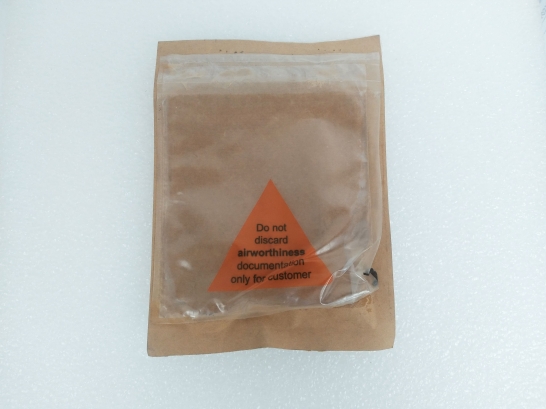 Do not
discard
airworthiness
documentation
only for customer